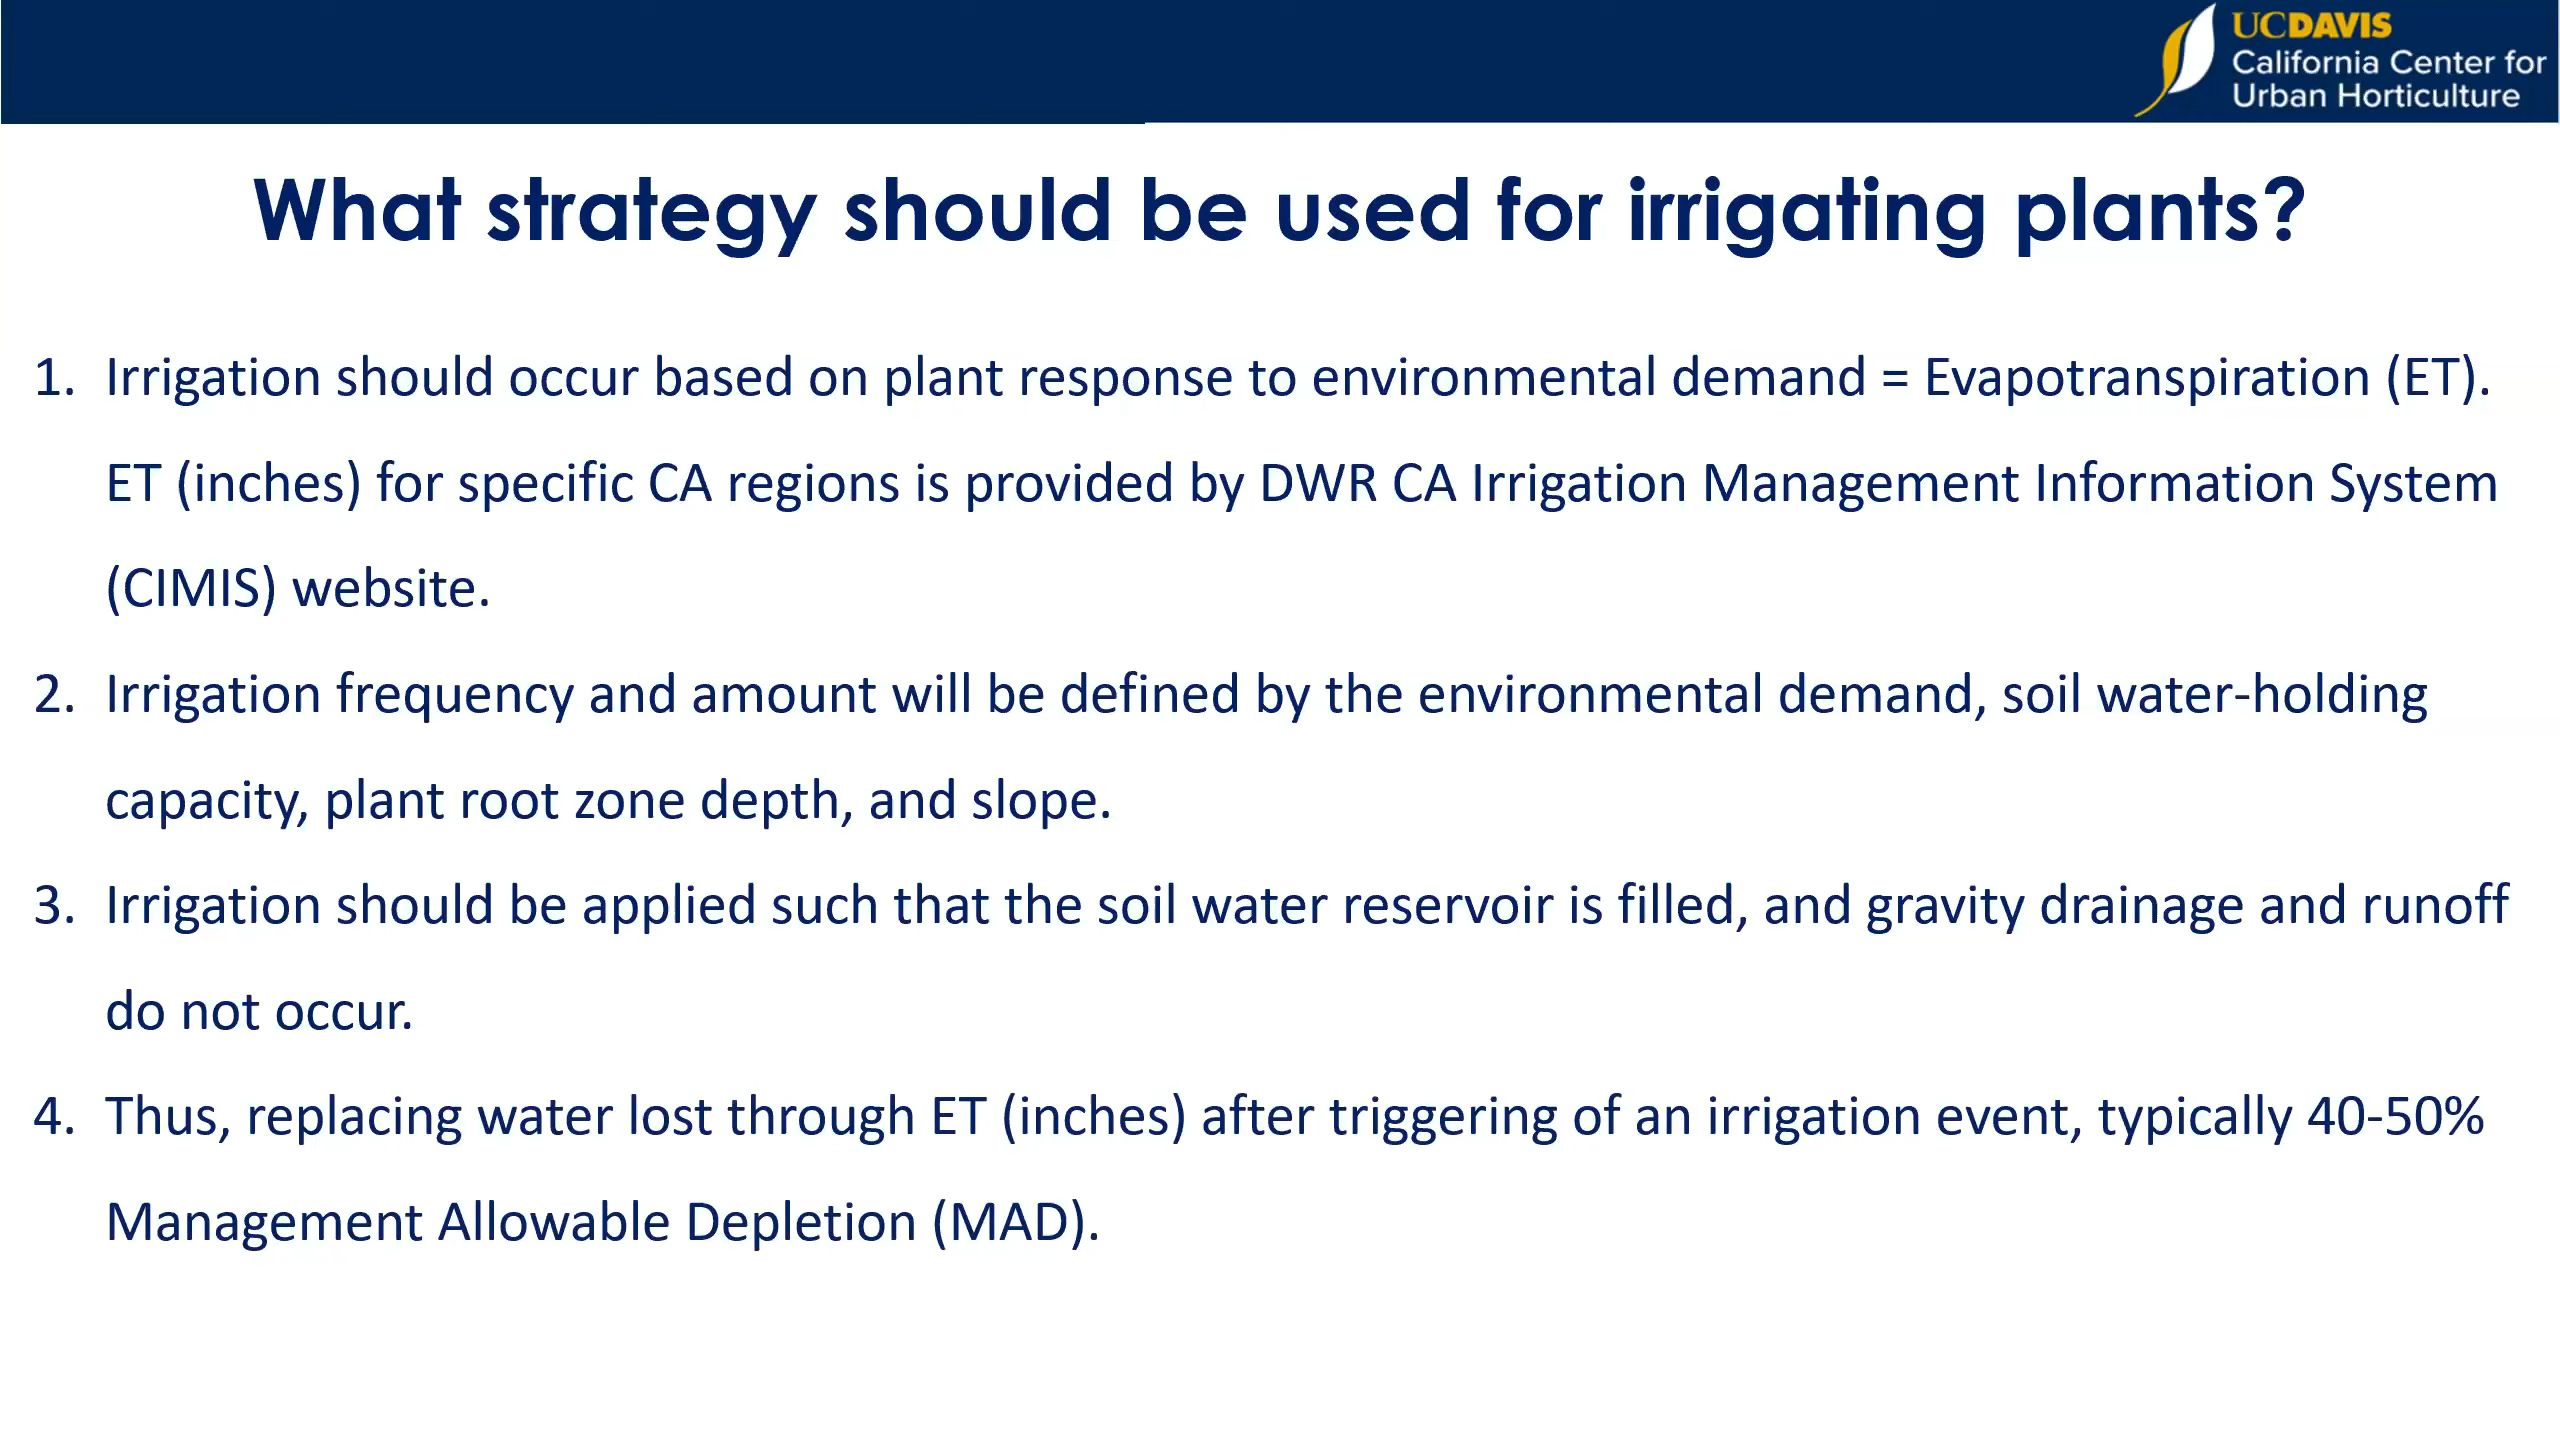 UCDAVIS
California Center for
Urban Horticulture
What strategy should be used for irrigating plants?
1. Irrigation should occur based on plant response to environmental demand = Evapotranspiration (ET).
ET (inches) for specific CA regions is provided by DWR CA Irrigation Management Information System
(CIMIS) website.
2. Irrigation frequency and amount will be defined by the environmental demand, soil water-holding
capacity, plant root zone depth, and slope.
3. Irrigation should be applied such that the soil water reservoir is filled, and gravity drainage and runoff
do not occur.
4. Thus, replacing water lost through ET (inches) after triggering of an irrigation event, typically 40-50%
Management Allowable Depletion (MAD).